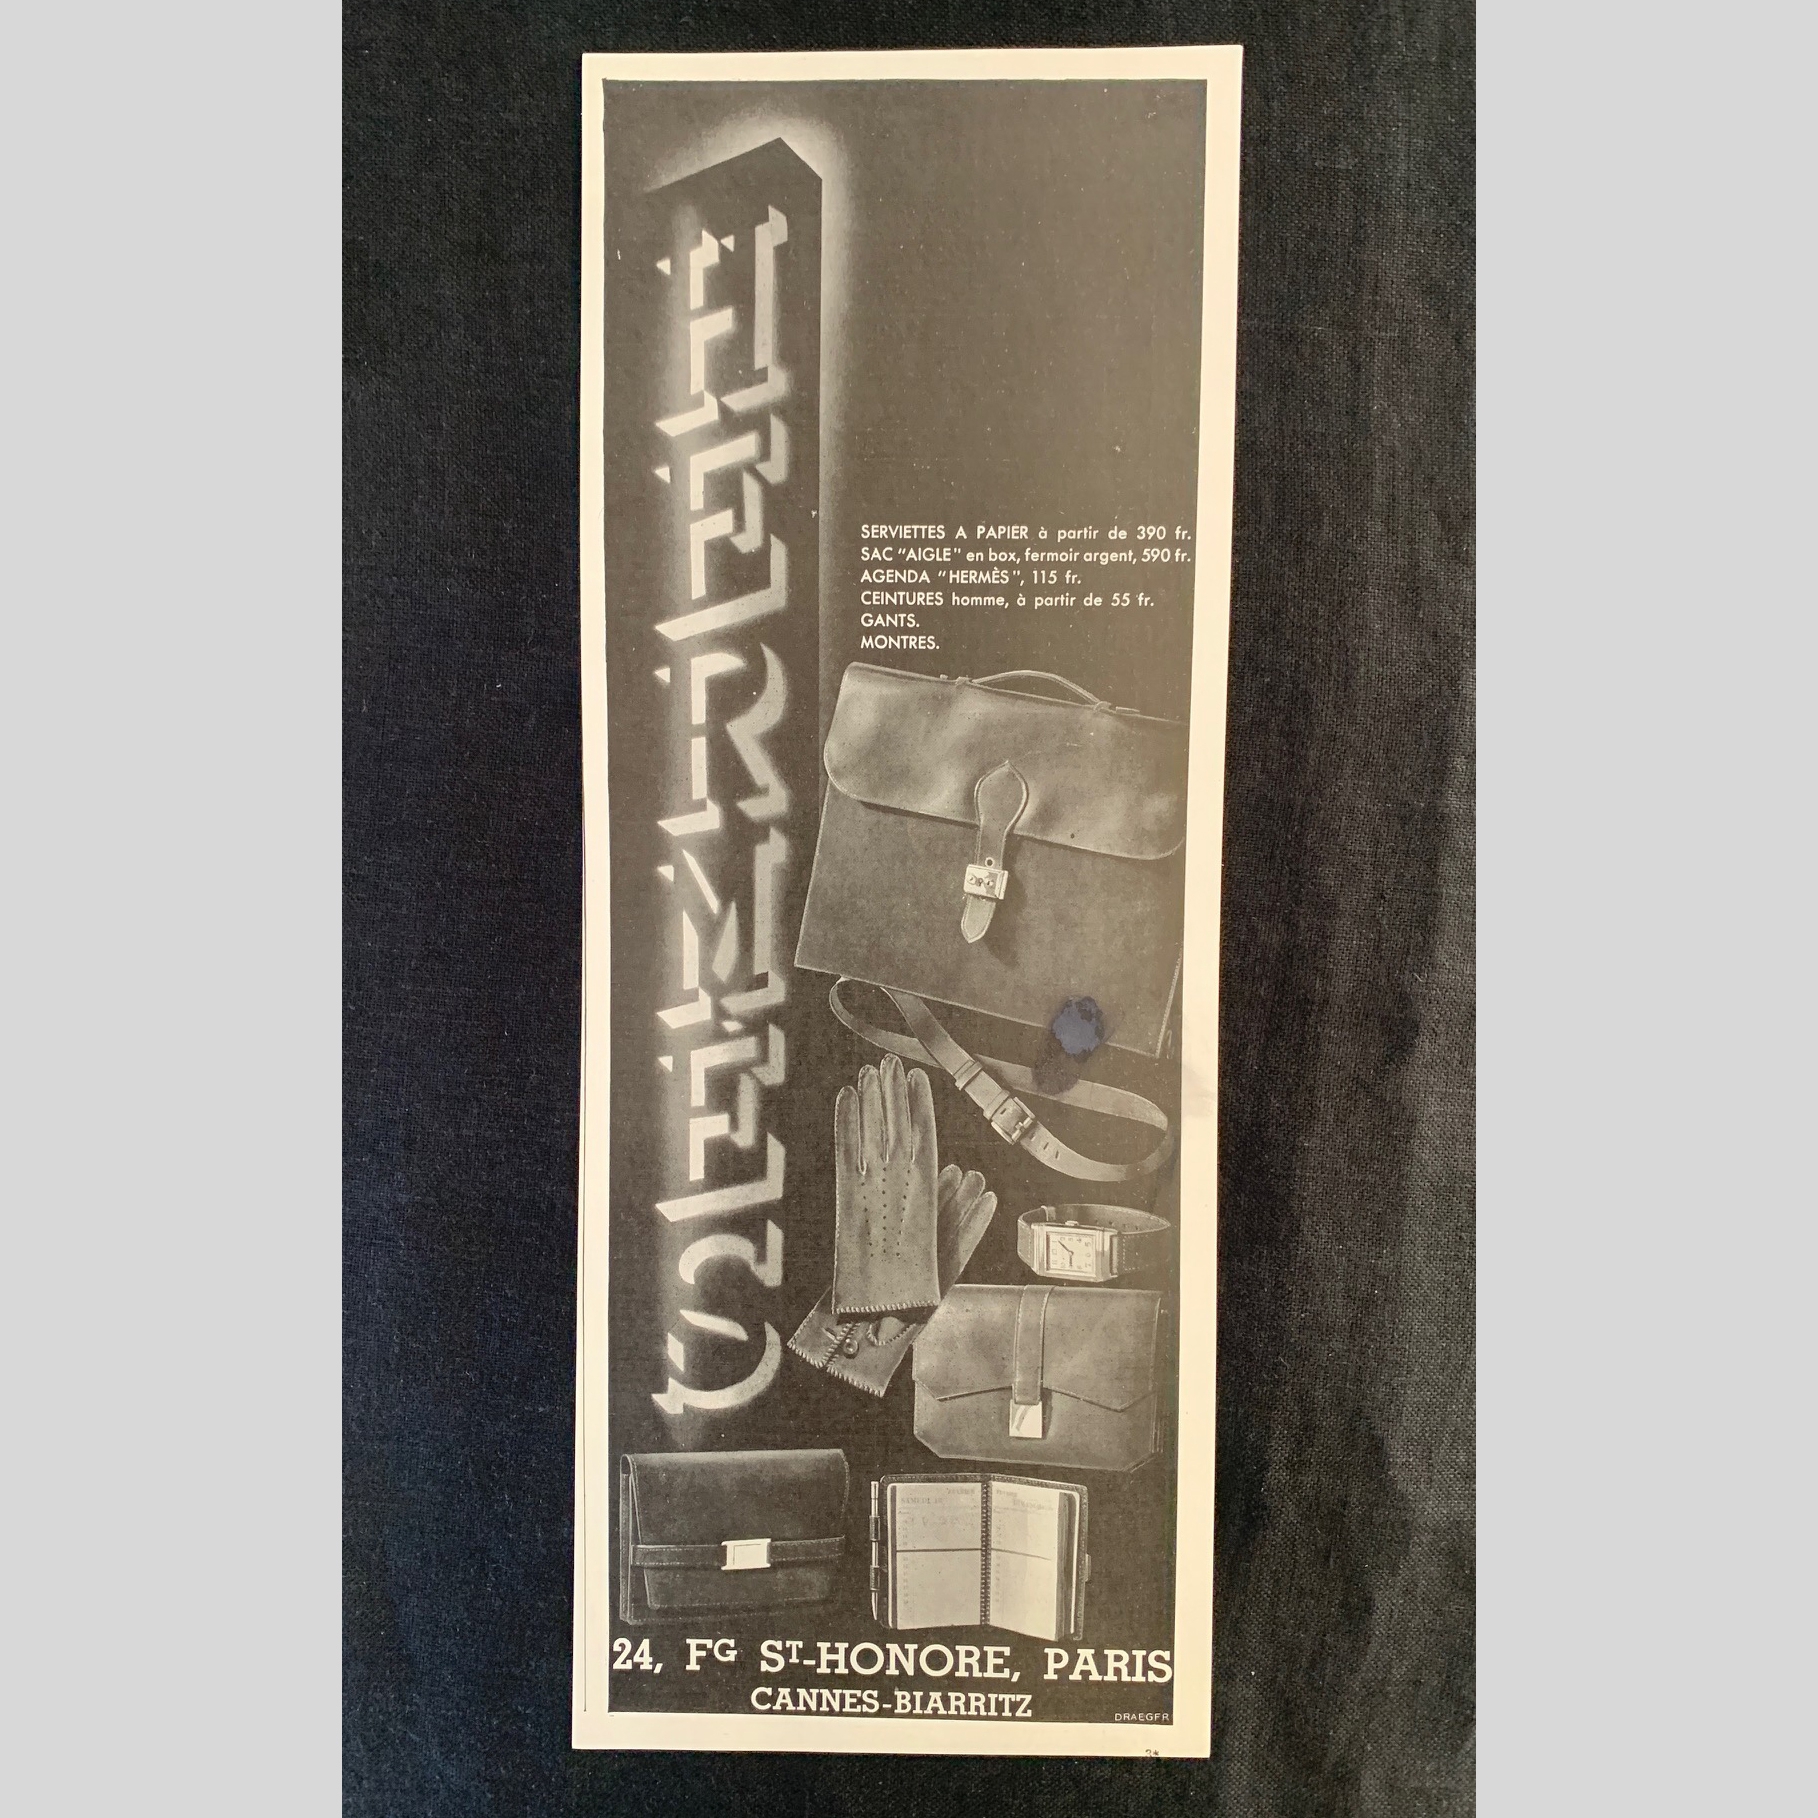 HERMES
SERVIETTES A PAPIER à partir de 390 fr.
SAC "AIGLE" en box, fermoir argent, 590 fr.
AGENDA "HERMÈS", 115 fr.
CEINTURES homme, à partir de 55 fr.
GANTS.
MONTRES.
24, FG ST-HONORE, PARIS
CANNES-BIARRITZ
DRAEGER